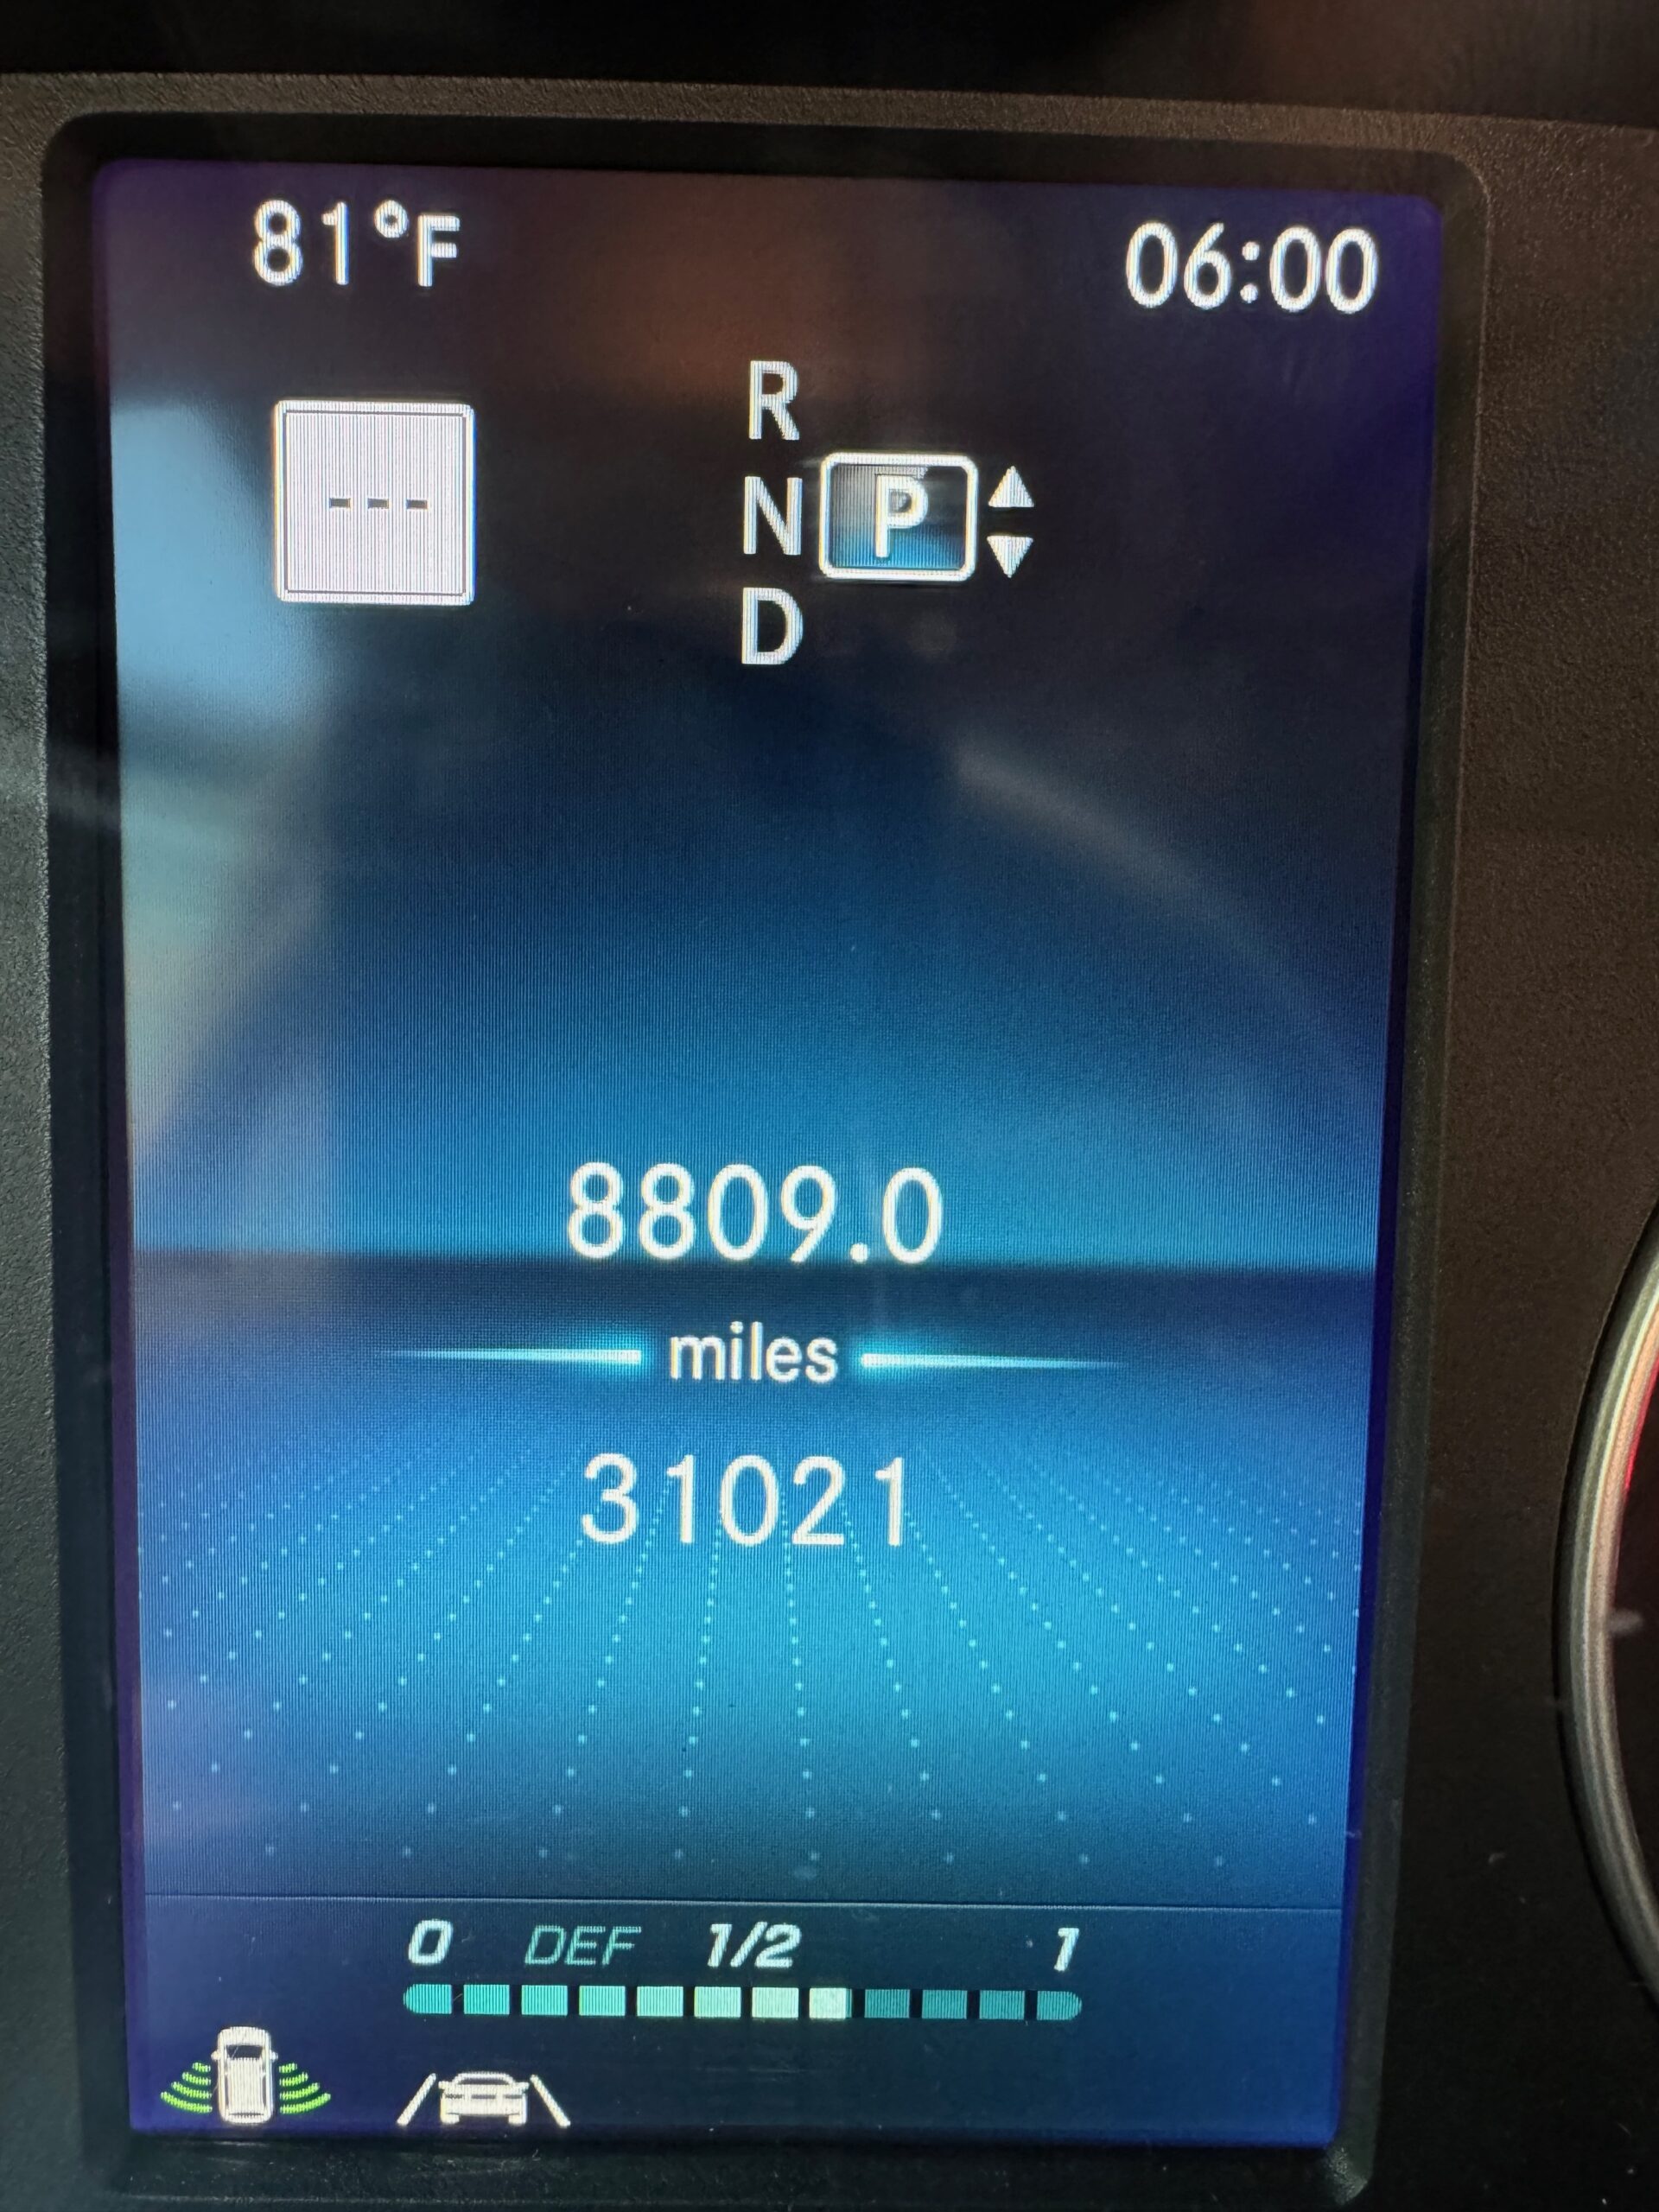 81°F 06:00
---
R
N P
D
8809.0
miles
31021
0 DEF 1/2 1